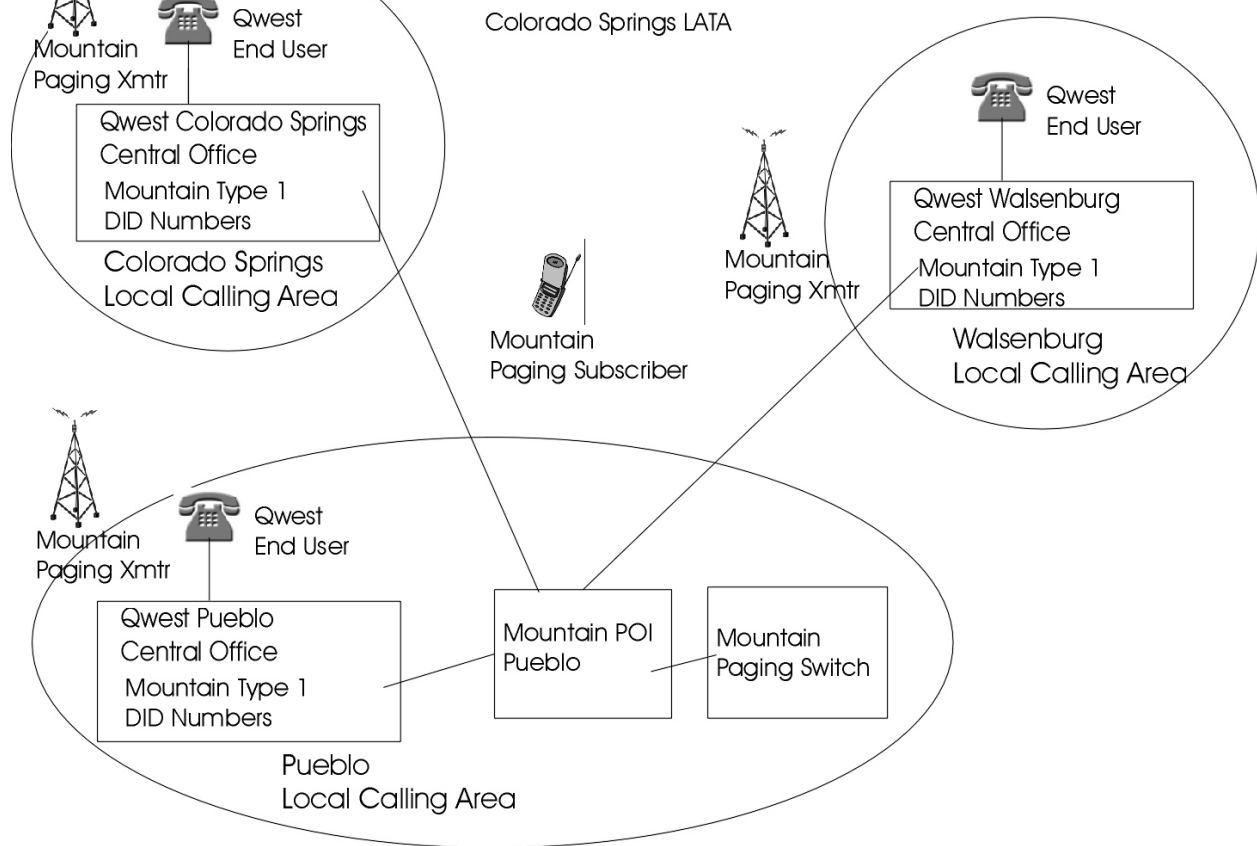 Colorado Springs LATA
Qwest
End User
Mountain
Paging Xmtr
Qwest Colorado Springs
Central Office
Mountain Type 1
DID Numbers
Colorado Springs
Local Calling Area
Qwest
End User
Mountain
Paging Xmtr
Qwest Walsenburg
Central Office
Mountain Type 1
DID Numbers
Walsenburg
Local Calling Area
Mountain
Paging Subscriber
Mountain
Paging Xmtr
Qwest
End User
Qwest Pueblo
Central Office
Mountain Type 1
DID Numbers
Mountain POI
Pueblo
Mountain
Paging Switch
Pueblo
Local Calling Area